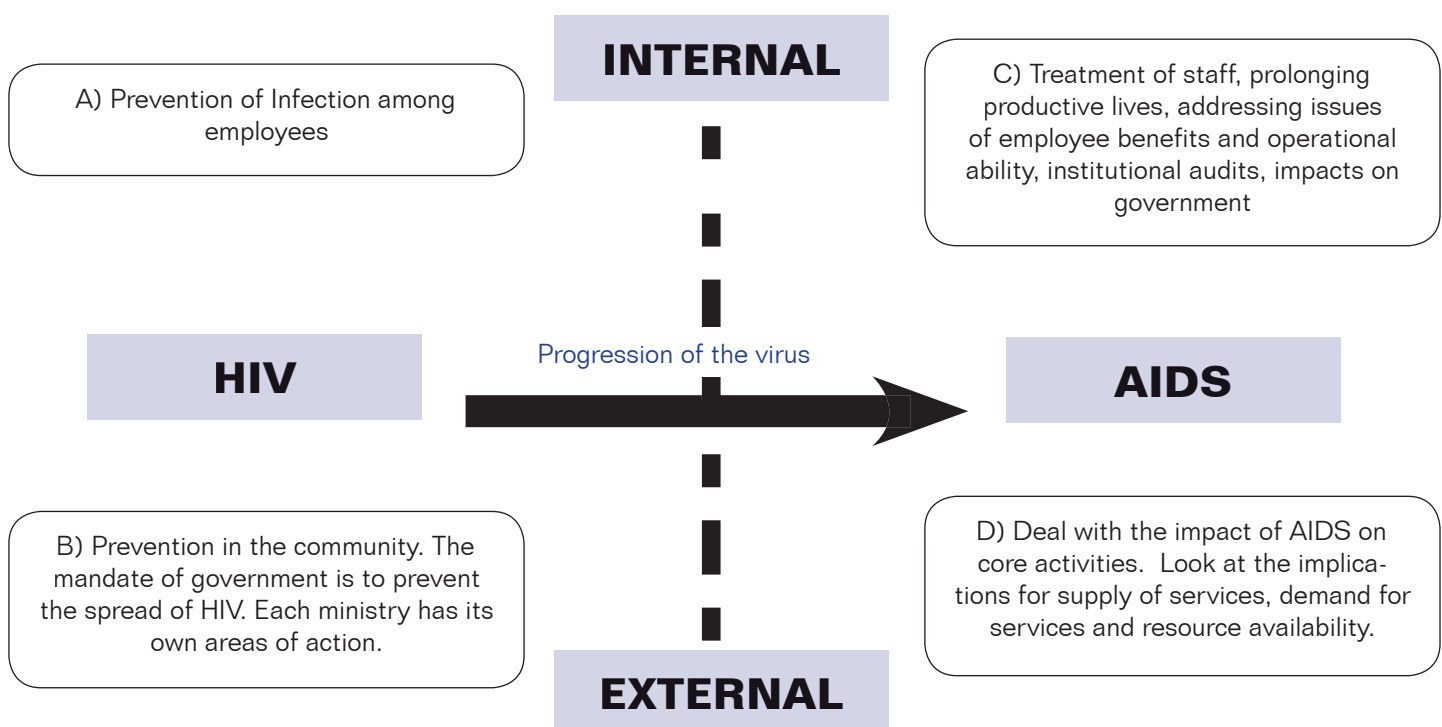 INTERNAL
A) Prevention of Infection among
employees
C) Treatment of staff, prolonging
productive lives, addressing issues
of employee benefits and operational
ability, institutional audits, impacts on
government
HIV
Progression of the virus
AIDS
B) Prevention in the community. The
mandate of government is to prevent
the spread of HIV. Each ministry has its
own areas of action.
D) Deal with the impact of AIDS on
core activities.  Look at the implica-
tions for supply of services, demand for
services and resource availability.
EXTERNAL